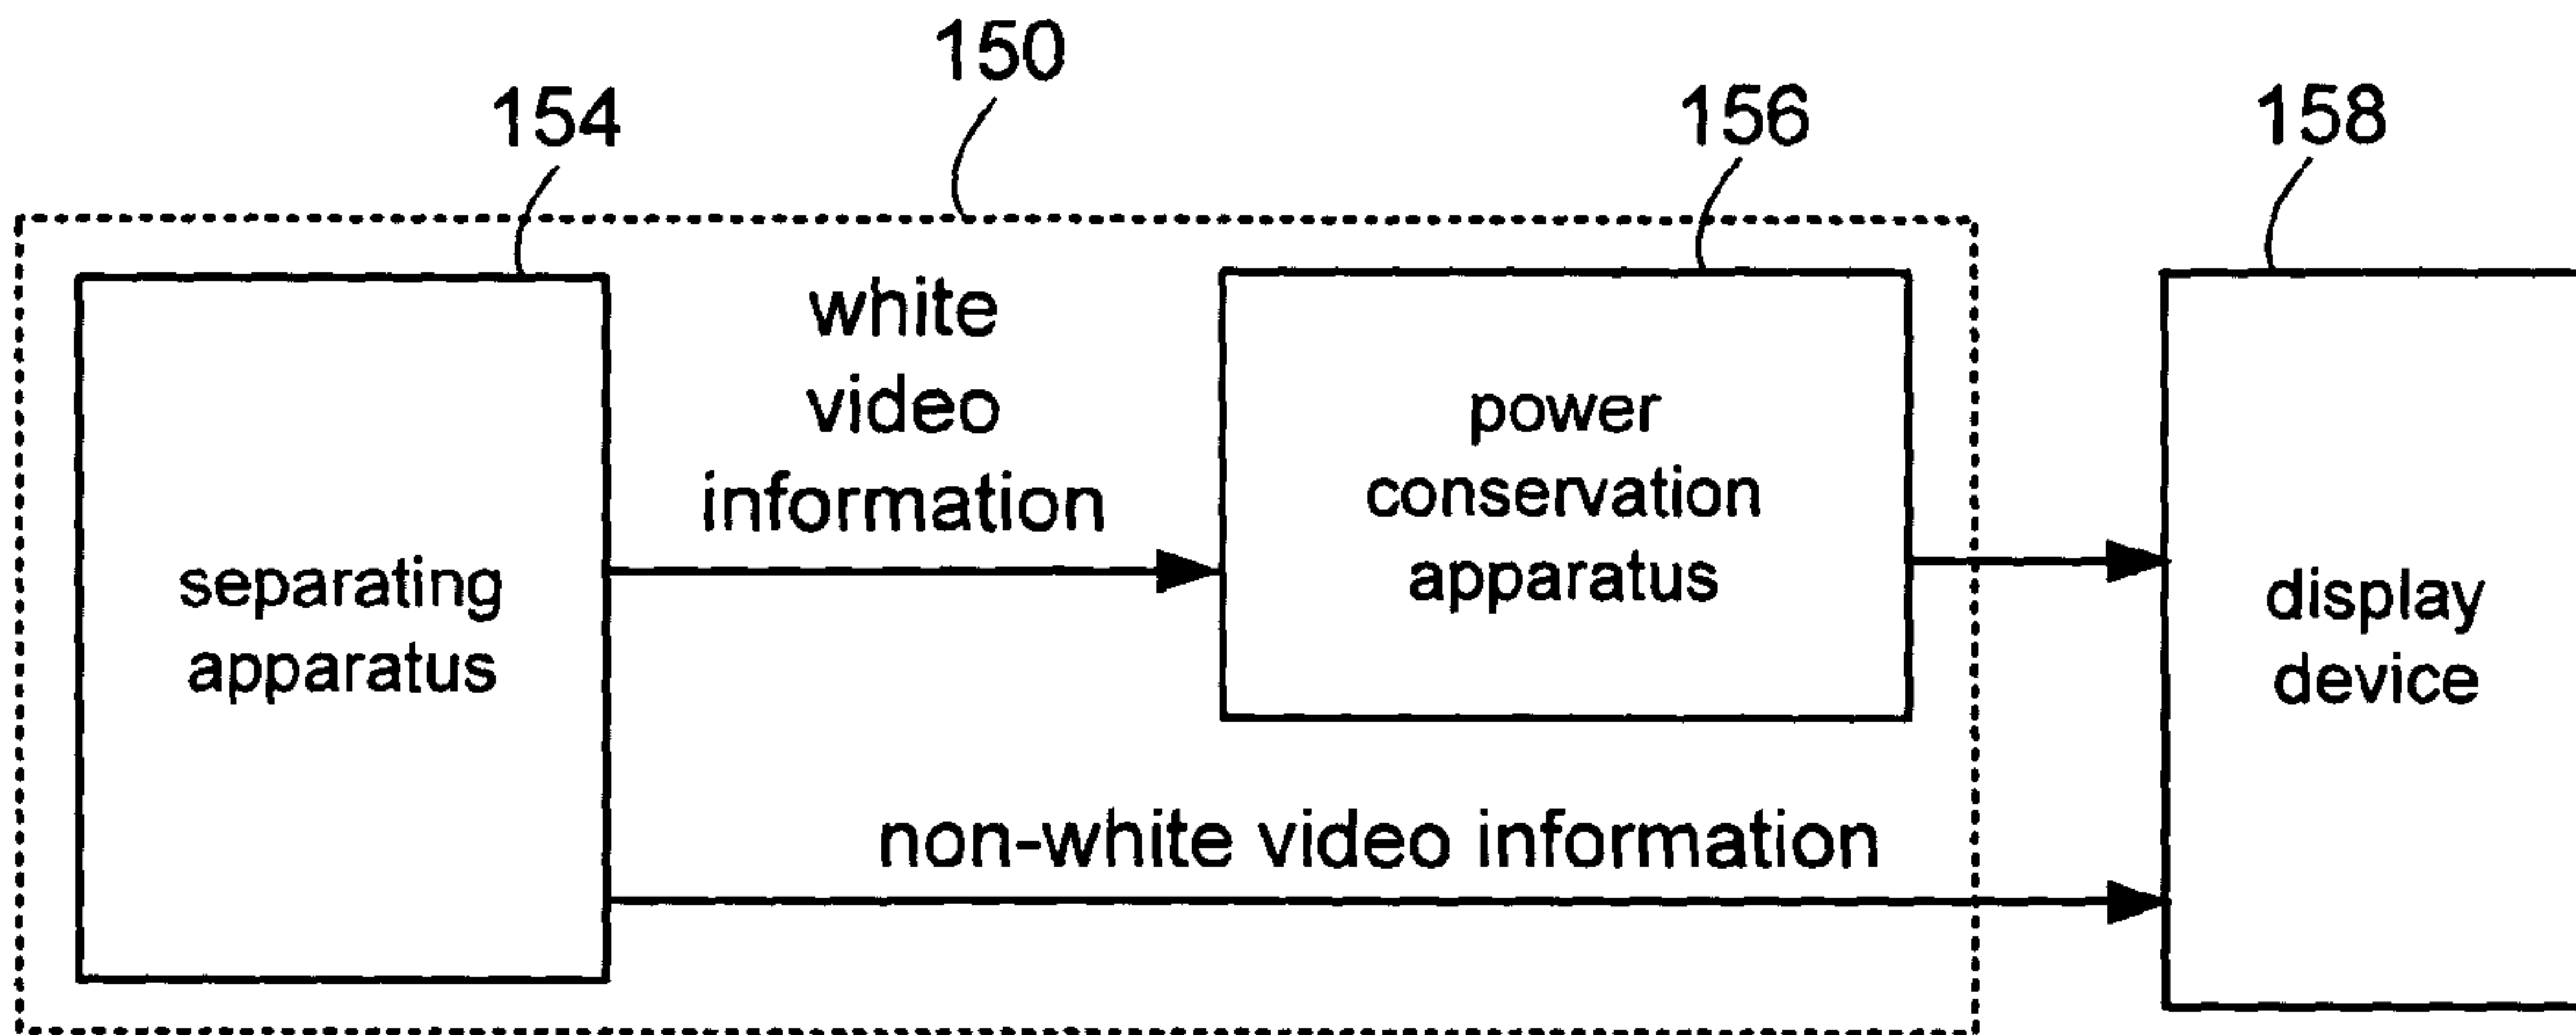 150
154
156
158
white
video
information
power
conservation
apparatus
separating
apparatus
display
device
non-white video information